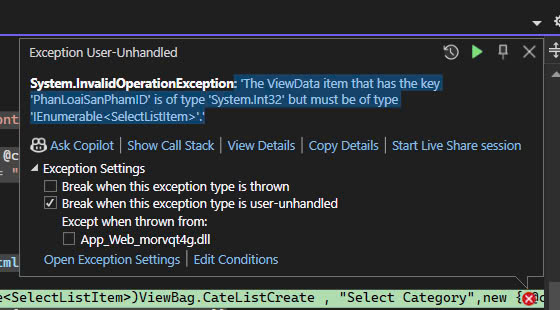 Exception User-Unhandled
System.InvalidOperationException: 'The ViewData item that has the key
'PhanLoaiSanPhamID' is of type 'System.Int32' but must be of type
'IEnumerable<SelectListItem>'.'
Ask Copilot | Show Call Stack | View Details | Copy Details | Start Live Share session
Exception Settings
Break when this exception type is thrown
Break when this exception type is user-unhandled
Except when thrown from:
App_Web_morvqt4g.dll
Open Exception Settings | Edit Conditions
ont
@c
= "
html
e<SelectListItem>)ViewBag.CateListCreate , "Select Category",new { @c